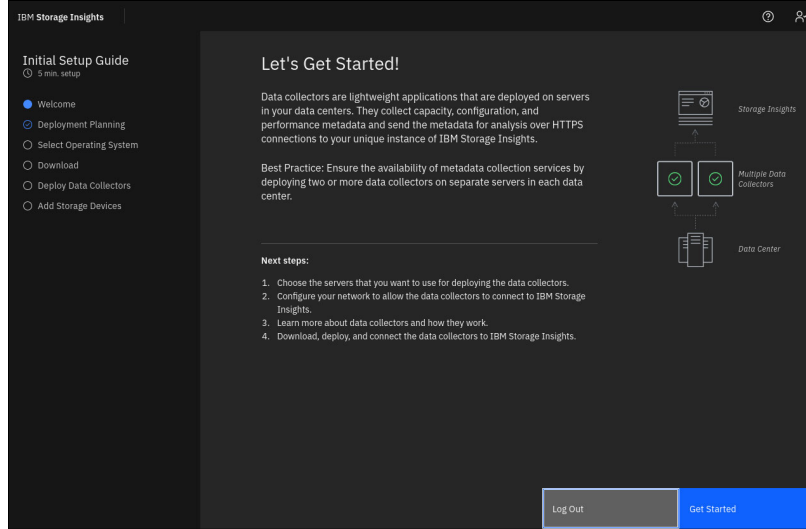 IBM Storage Insights
Initial Setup Guide
5 min. setup
Welcome
Deployment Planning
Select Operating System
Download
Deploy Data Collectors
Add Storage Devices
Let's Get Started!
Data collectors are lightweight applications that are deployed on servers
in your data centers. They collect capacity, configuration, and
performance metadata and send the metadata for analysis over HTTPS
connections to your unique instance of IBM Storage Insights.
Best Practice: Ensure the availability of metadata collection services by
deploying two or more data collectors on separate servers in each data
center.
Next steps:
1. Choose the servers that you want to use for deploying the data collectors.
2. Configure your network to allow the data collectors to connect to IBM Storage
Insights.
3. Learn more about data collectors and how they work.
4. Download, deploy, and connect the data collectors to IBM Storage Insights.
Storage Insights
Multiple Data
Collectors
Data Center
Log Out
Get Started